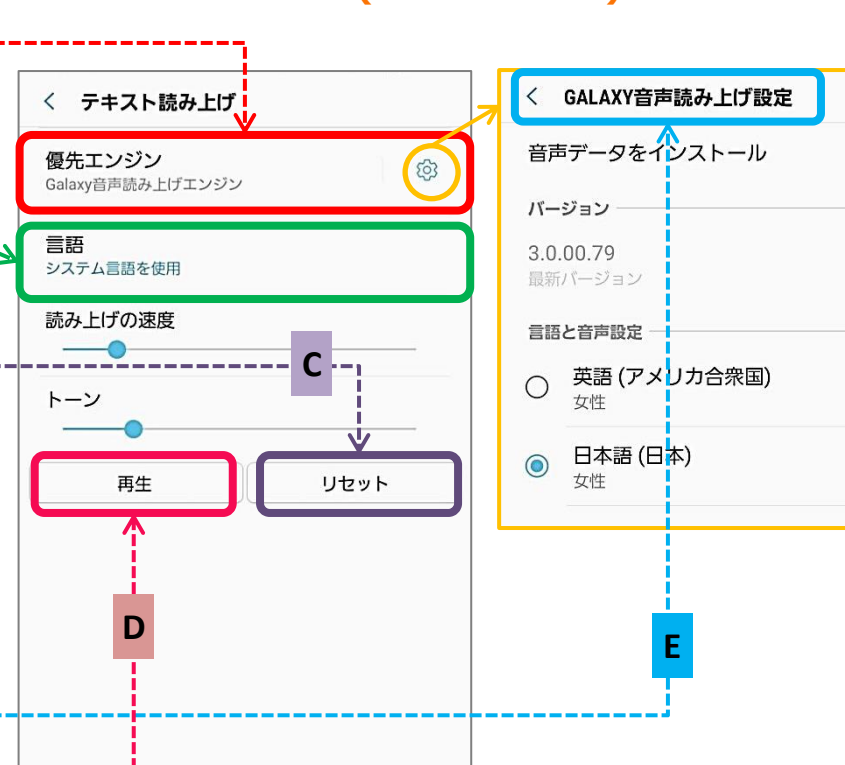 テキスト読み上げ
優先エンジン
Galaxy音声読み上げエンジン
言語
システム言語を使用
読み上げの速度
C
トーン
再生
リセット
D
GALAXY音声読み上げ設定
音声データをインストール
バージョン
3.0.00.79
最新バージョン
言語と音声設定
英語 (アメリカ合衆国)
女性
日本語 (日本)
女性
E